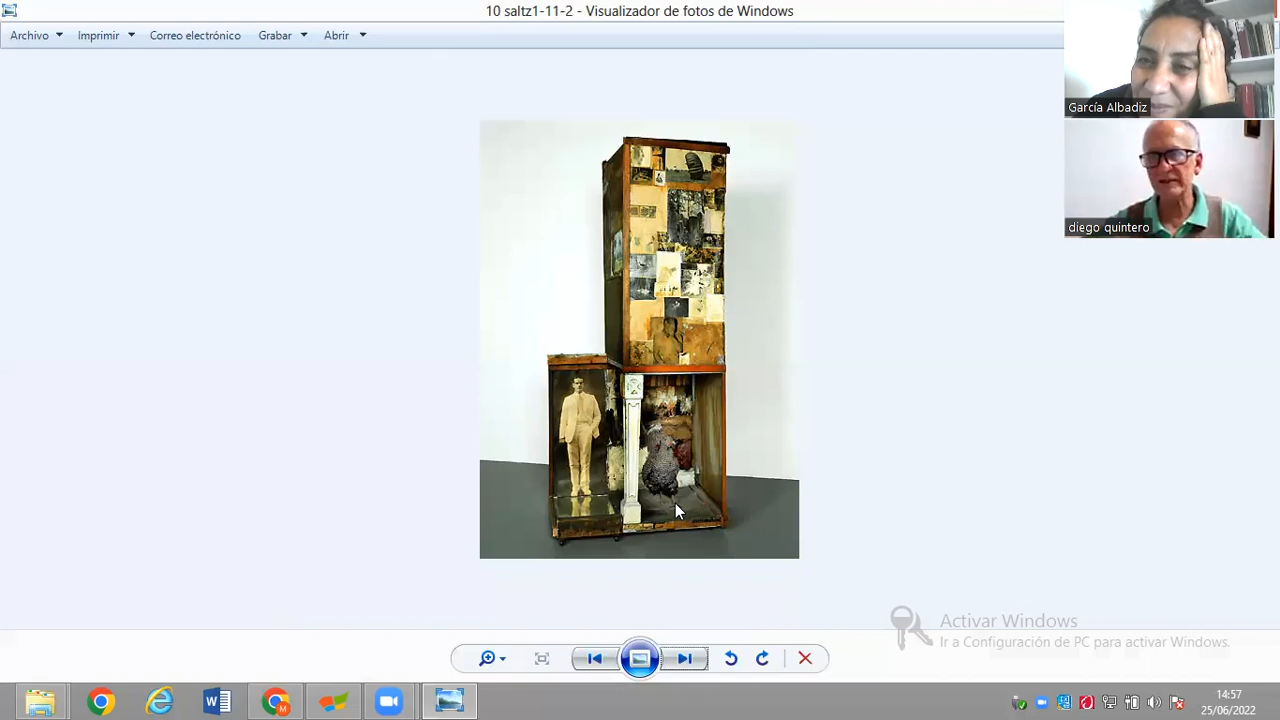 10 saltz1-11-2 - Visualizador de fotos de Windows
Archivo Imprimir Correo electrónico Grabar Abrir
García Albadiz
diego quintero
Activar Windows
Ir a Configuración de PC para activar Windows.
14:57
25/06/2022